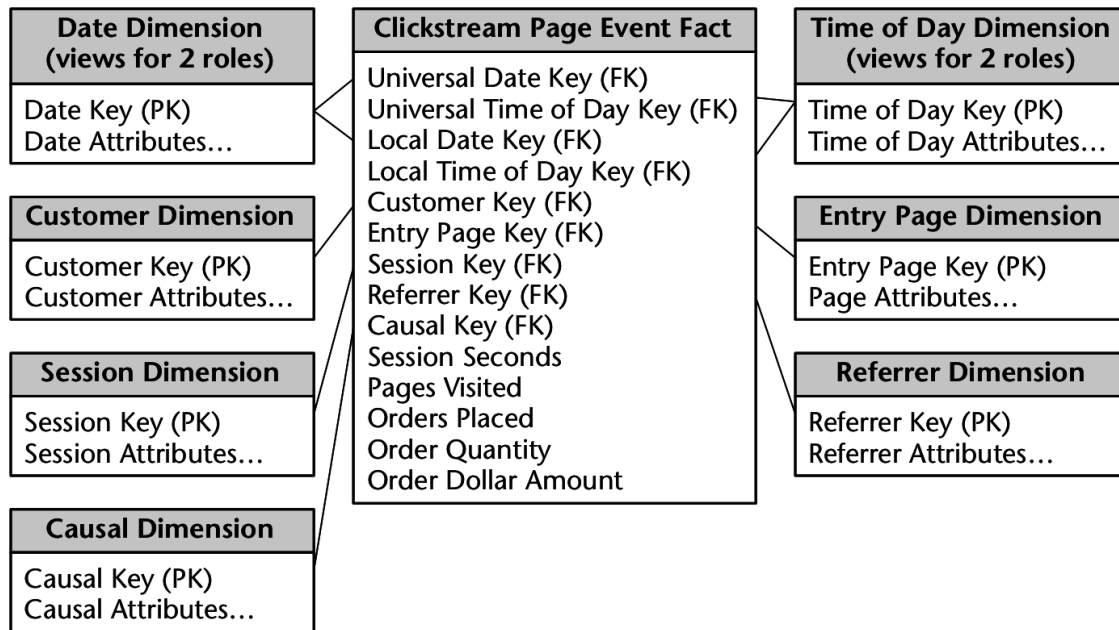 Date Dimension
(views for 2 roles)
Date Key (PK)
Date Attributes…
Customer Dimension
Customer Key (PK)
Customer Attributes…
Session Dimension
Session Key (PK)
Session Attributes…
Causal Dimension
Causal Key (PK)
Causal Attributes…
Clickstream Page Event Fact
Universal Date Key (FK)
Universal Time of Day Key (FK)
Local Date Key (FK)
Local Time of Day Key (FK)
Customer Key (FK)
Entry Page Key (FK)
Session Key (FK)
Referrer Key (FK)
Causal Key (FK)
Session Seconds
Pages Visited
Orders Placed
Order Quantity
Order Dollar Amount
Time of Day Dimension
(views for 2 roles)
Time of Day Key (PK)
Time of Day Attributes…
Entry Page Dimension
Entry Page Key (PK)
Page Attributes…
Referrer Dimension
Referrer Key (PK)
Referrer Attributes…